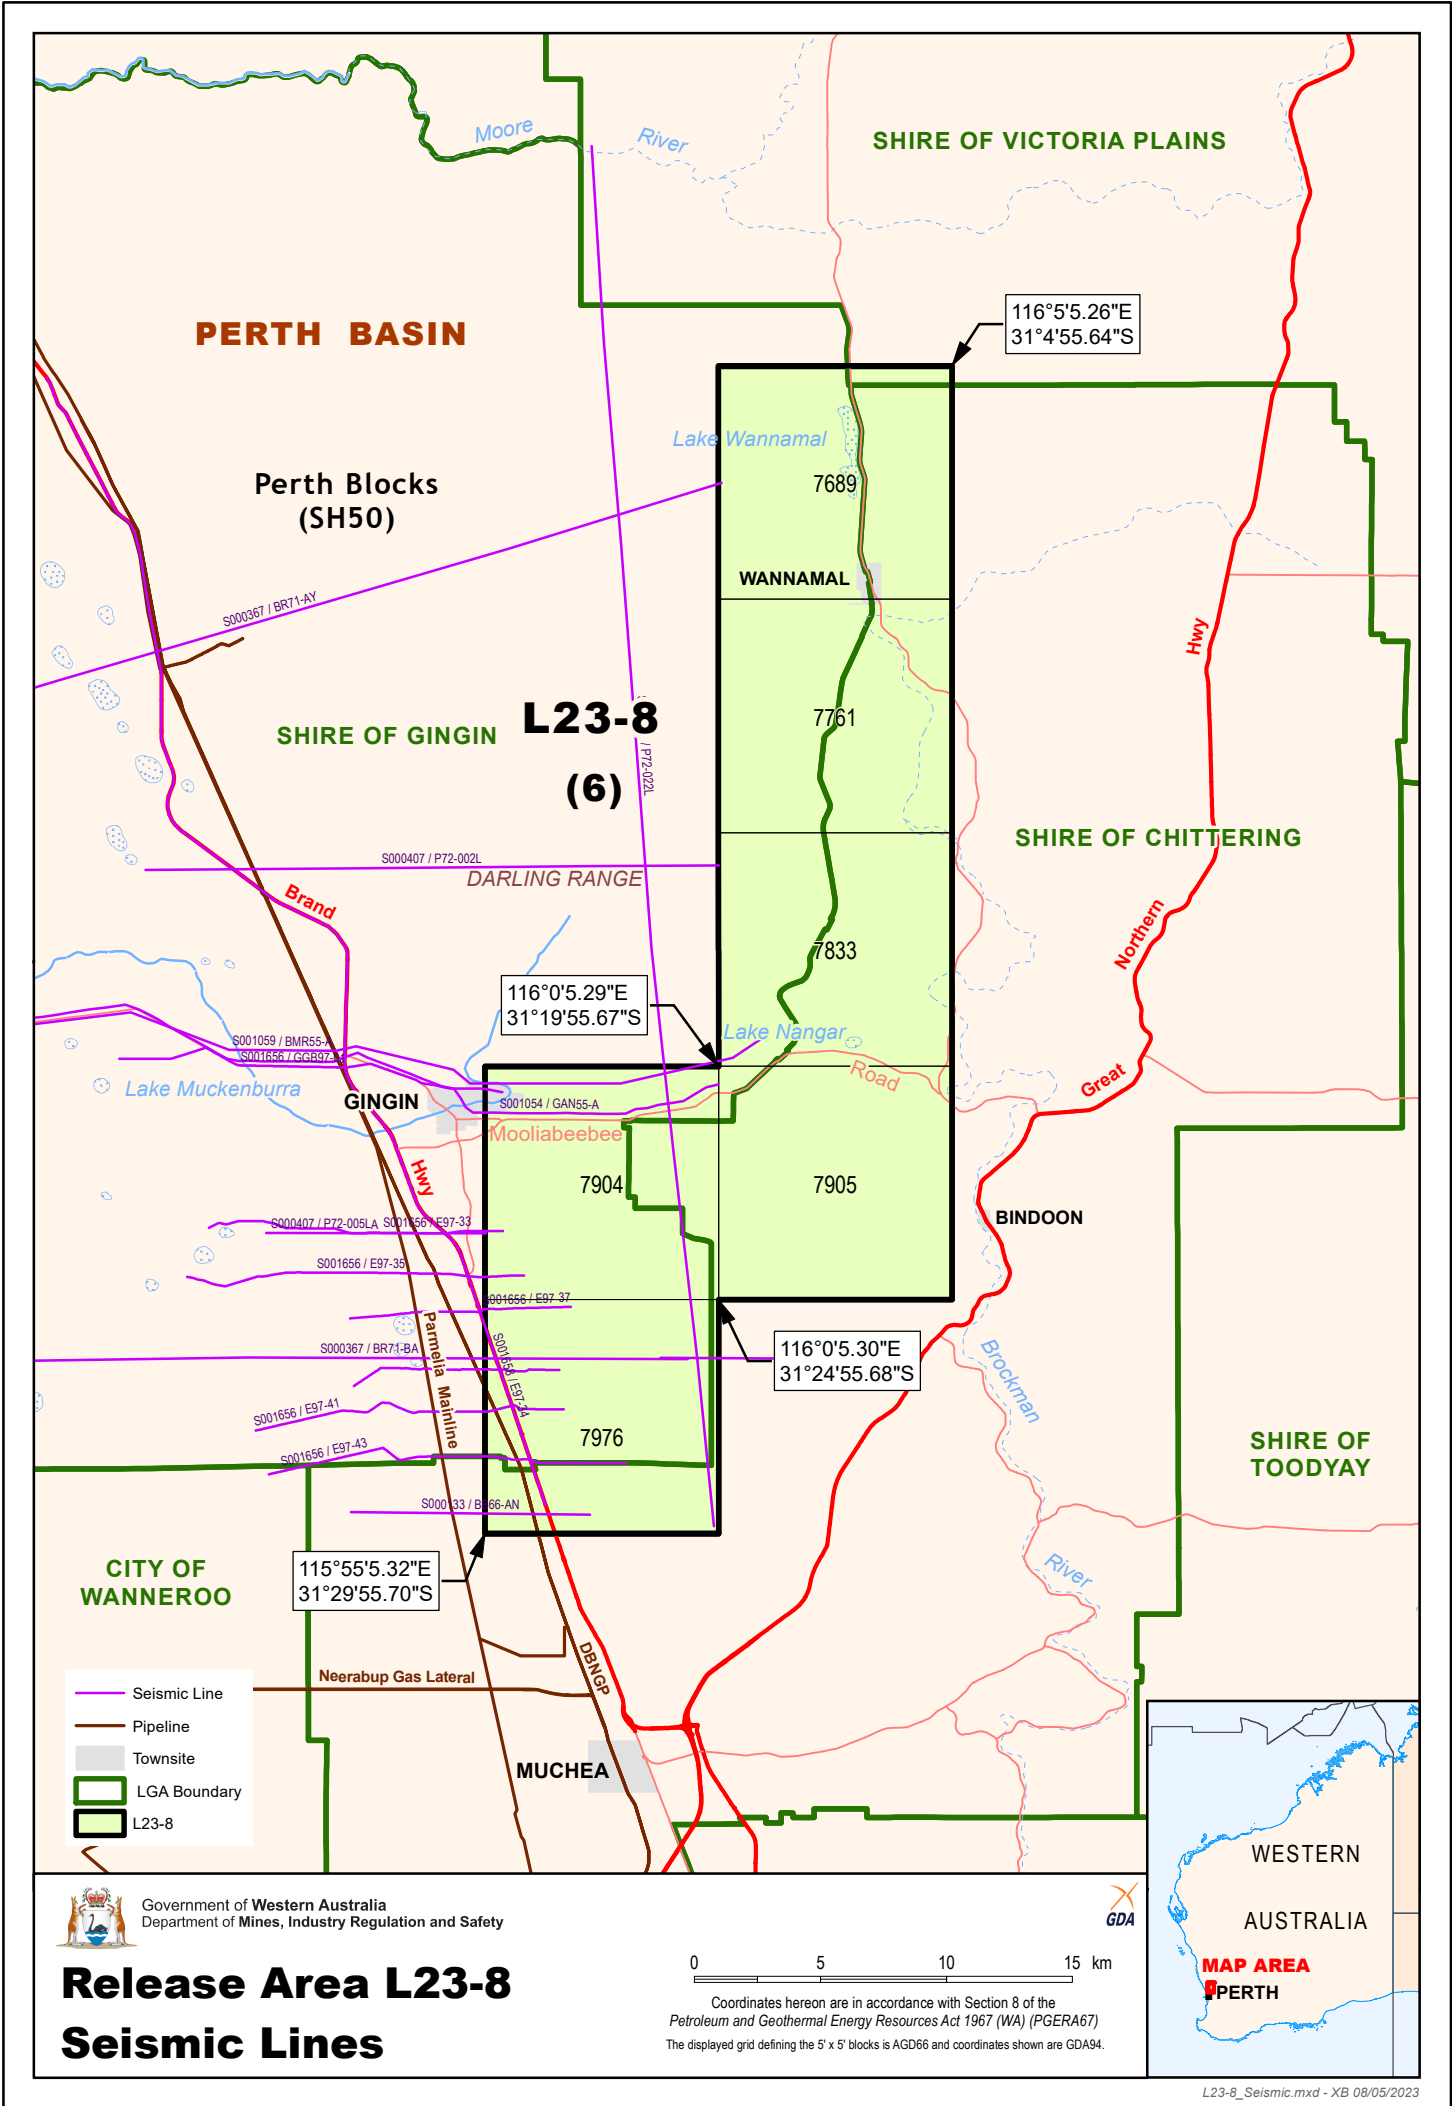 Moore
River
SHIRE OF VICTORIA PLAINS
PERTH BASIN
116°5'5.26"E
31°4'55.64"S
Lake Wannamal
Perth Blocks
(SH50)
7689
WANNAMAL
S000367 / BR71-AY
Hwy
L23-8
(6)
SHIRE OF GINGIN
7761
/ P72-022L
SHIRE OF CHITTERING
S000407 / P72-002L
DARLING RANGE
Brand
Northern
7833
116°0'5.29"E
31°19'55.67"S
Lake Nangar
S001059 / BMR55-A
S001656 / GGB97-
Road
Great
Lake Muckenburra
GINGIN
S001054 / GAN55-A
Mooliabeebee
Hwy
7904
7905
S000407 / P72-005LA
S001656 / E97-33
BINDOON
S001656 / E97-35
S001656 / E97-37
Parmelia Mainline
S001658 / E97-24
S000367 / BR71-BA
116°0'5.30"E
31°24'55.68"S
Brockman
S001656 / E97-41
S001656 / E97-43
7976
SHIRE OF
TOODYAY
S000133 / B 66-AN
CITY OF
WANNEROO
115°55'5.32"E
31°29'55.70"S
River
DBNGP
Neerabup Gas Lateral
Seismic Line
Pipeline
Townsite
LGA Boundary
L23-8
MUCHEA
WESTERN
AUSTRALIA
MAP AREA
PERTH
Government of Western Australia
Department of Mines, Industry Regulation and Safety
GDA
Release Area L23-8
Seismic Lines
0 5 10 15 km
Coordinates hereon are in accordance with Section 8 of the
Petroleum and Geothermal Energy Resources Act 1967 (WA) (PGERA67)
The displayed grid defining the 5' x 5' blocks is AGD66 and coordinates shown are GDA94.
L23-8_Seismic.mxd - XB 08/05/2023